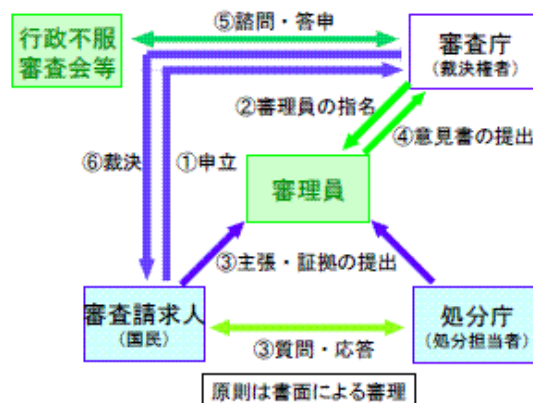 ⑤諮問・答申
行政不服
審査会等
審査庁
（裁決権者）
②審理員の指名
④意見書の提出
⑥裁決
①申立
審理員
③主張・証拠の提出
審査請求人
（国民）
処分庁
（処分担当者）
③質問・応答
原則は書面による審理